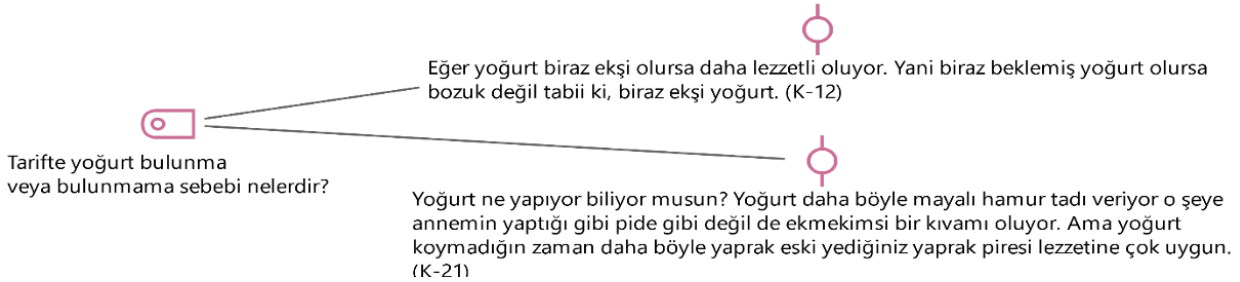 Eğer yoğurt biraz ekşi olursa daha lezzetli oluyor. Yani biraz beklemiş yoğurt olursa
bozuk değil tabii ki, biraz ekşi yoğurt. (K-12)
Tarifte yoğurt bulunma
veya bulunmama sebebi nelerdir?
Yoğurt ne yapıyor biliyor musun? Yoğurt daha böyle mayalı hamur tadı veriyor o şeye
annemin yaptığı gibi pide gibi değil de ekmekimsi bir kıvamı oluyor. Ama yoğurt
koymadığın zaman daha böyle yaprak eski yediğiniz yaprak piresi lezzetine çok uygun.
(K-21)